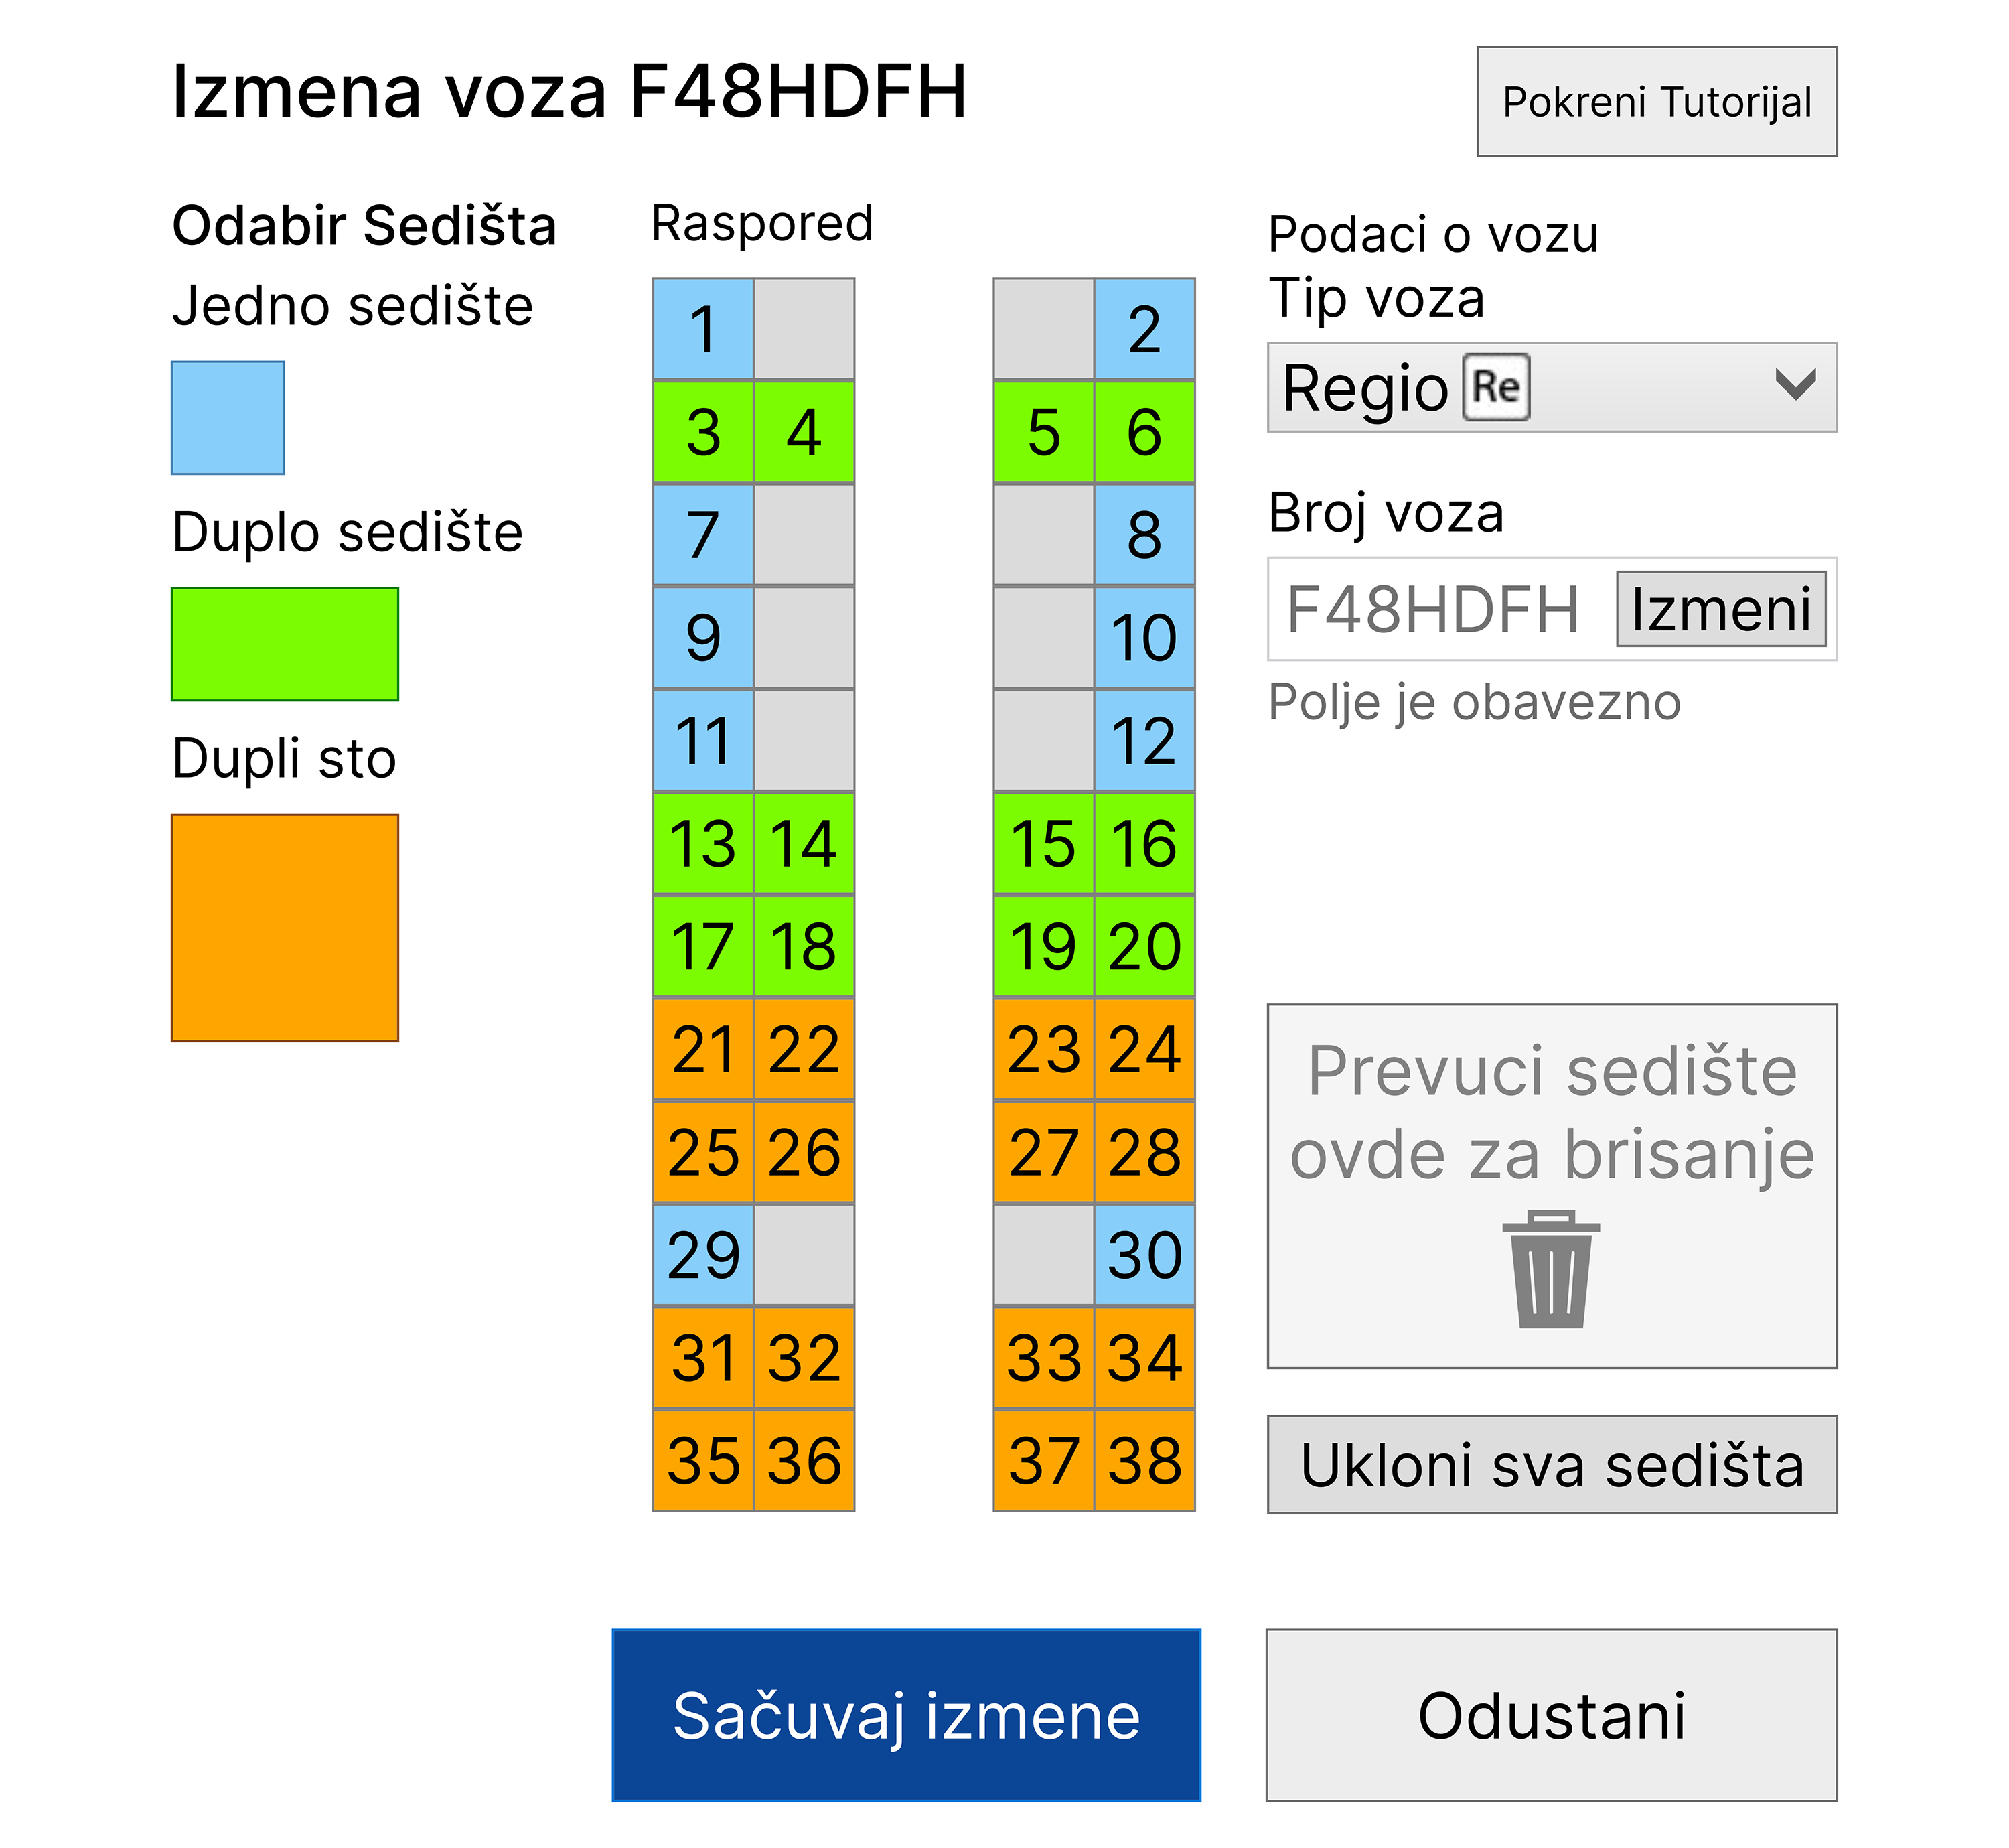 Izmena voza F48HDFH
Pokreni Tutorijal
Odabir Sedišta
Jedno sedište
Duplo sedište
Dupli sto
Raspored
1 2
3 4 5 6
7 8
9 10
11 12
13 14 15 16
17 18 19 20
21 22 23 24
25 26 27 28
29 30
31 32 33 34
35 36 37 38
Podaci o vozu
Tip voza
Regio Re
Broj voza
F48HDFH Izmeni
Polje je obavezno
Prevuci sedište
ovde za brisanje
Ukloni sva sedišta
Sačuvaj izmene
Odustani